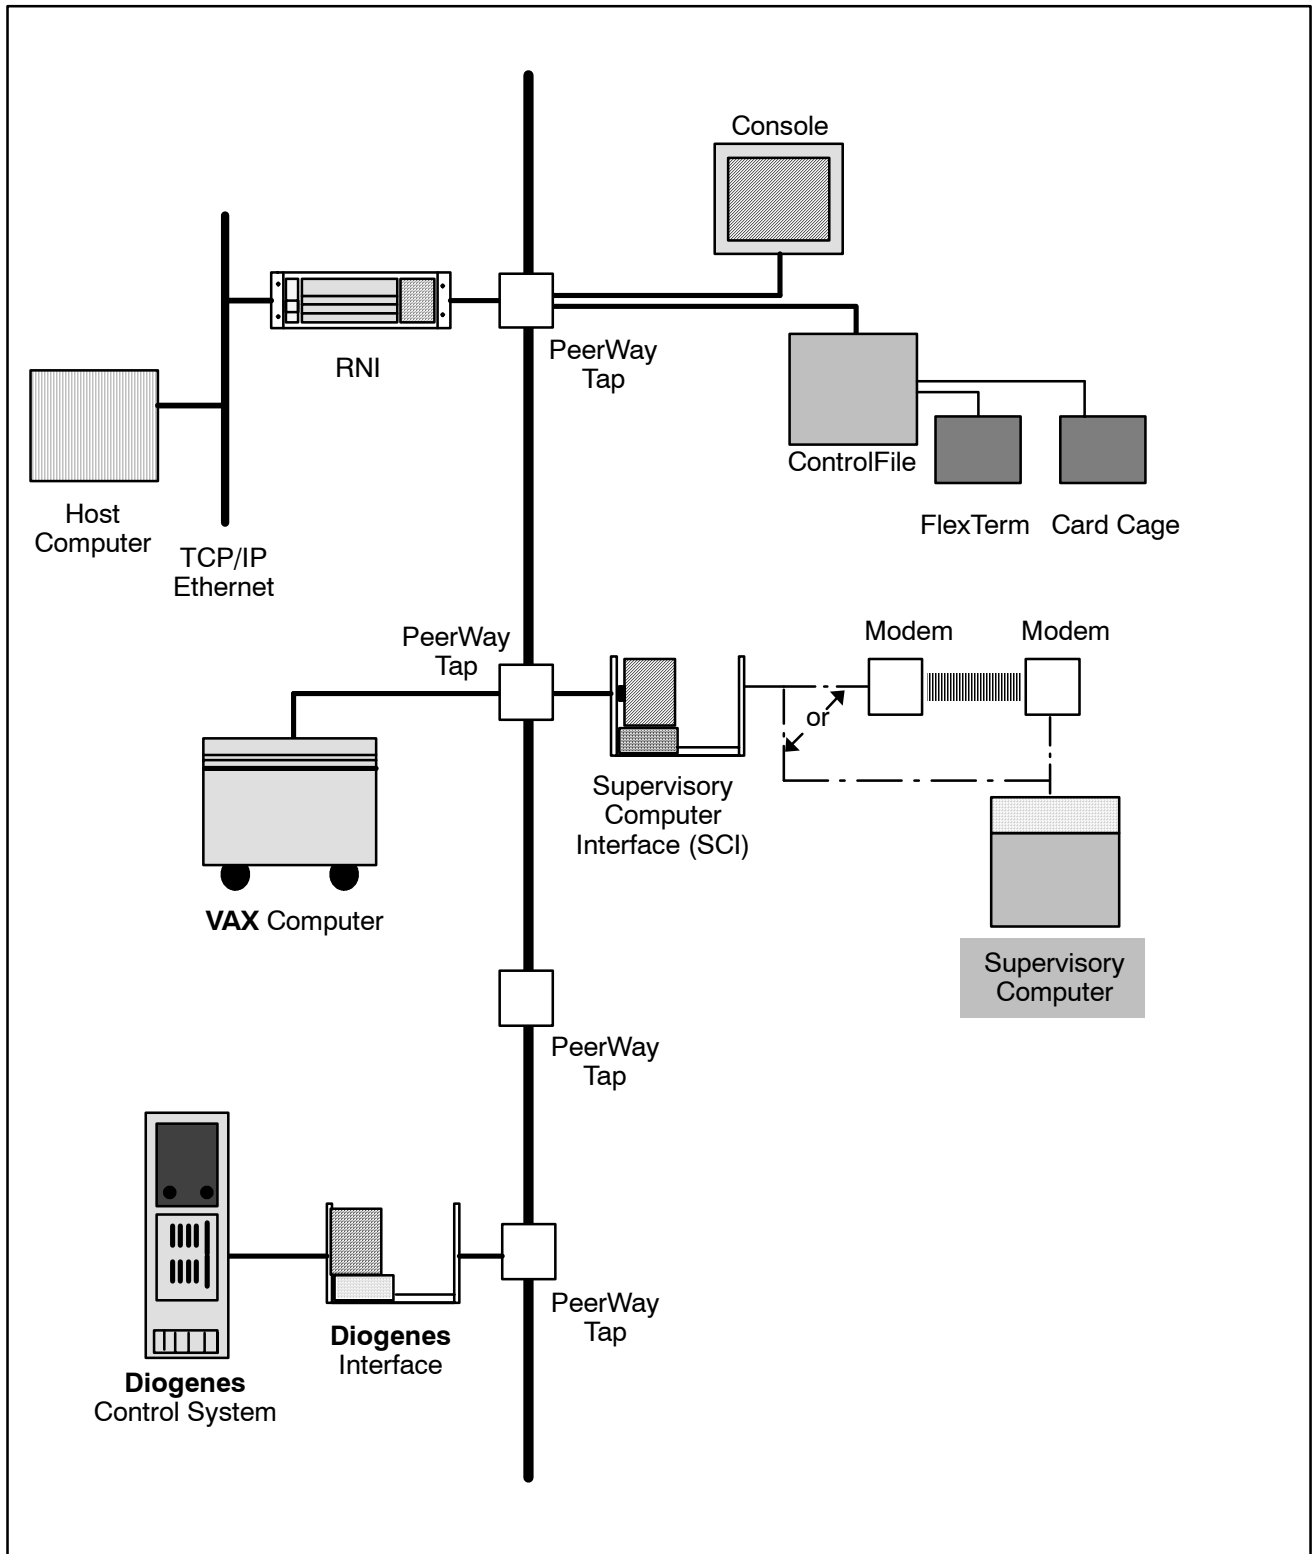 Console
RNI
PeerWay
Tap
ControlFile
Host
Computer
FlexTerm
Card Cage
TCP/IP
Ethernet
PeerWay
Tap
Modem
Modem
or
Supervisory
Computer
Interface (SCI)
VAX Computer
Supervisory
Computer
PeerWay
Tap
PeerWay
Tap
Diogenes
Interface
Diogenes
Control System